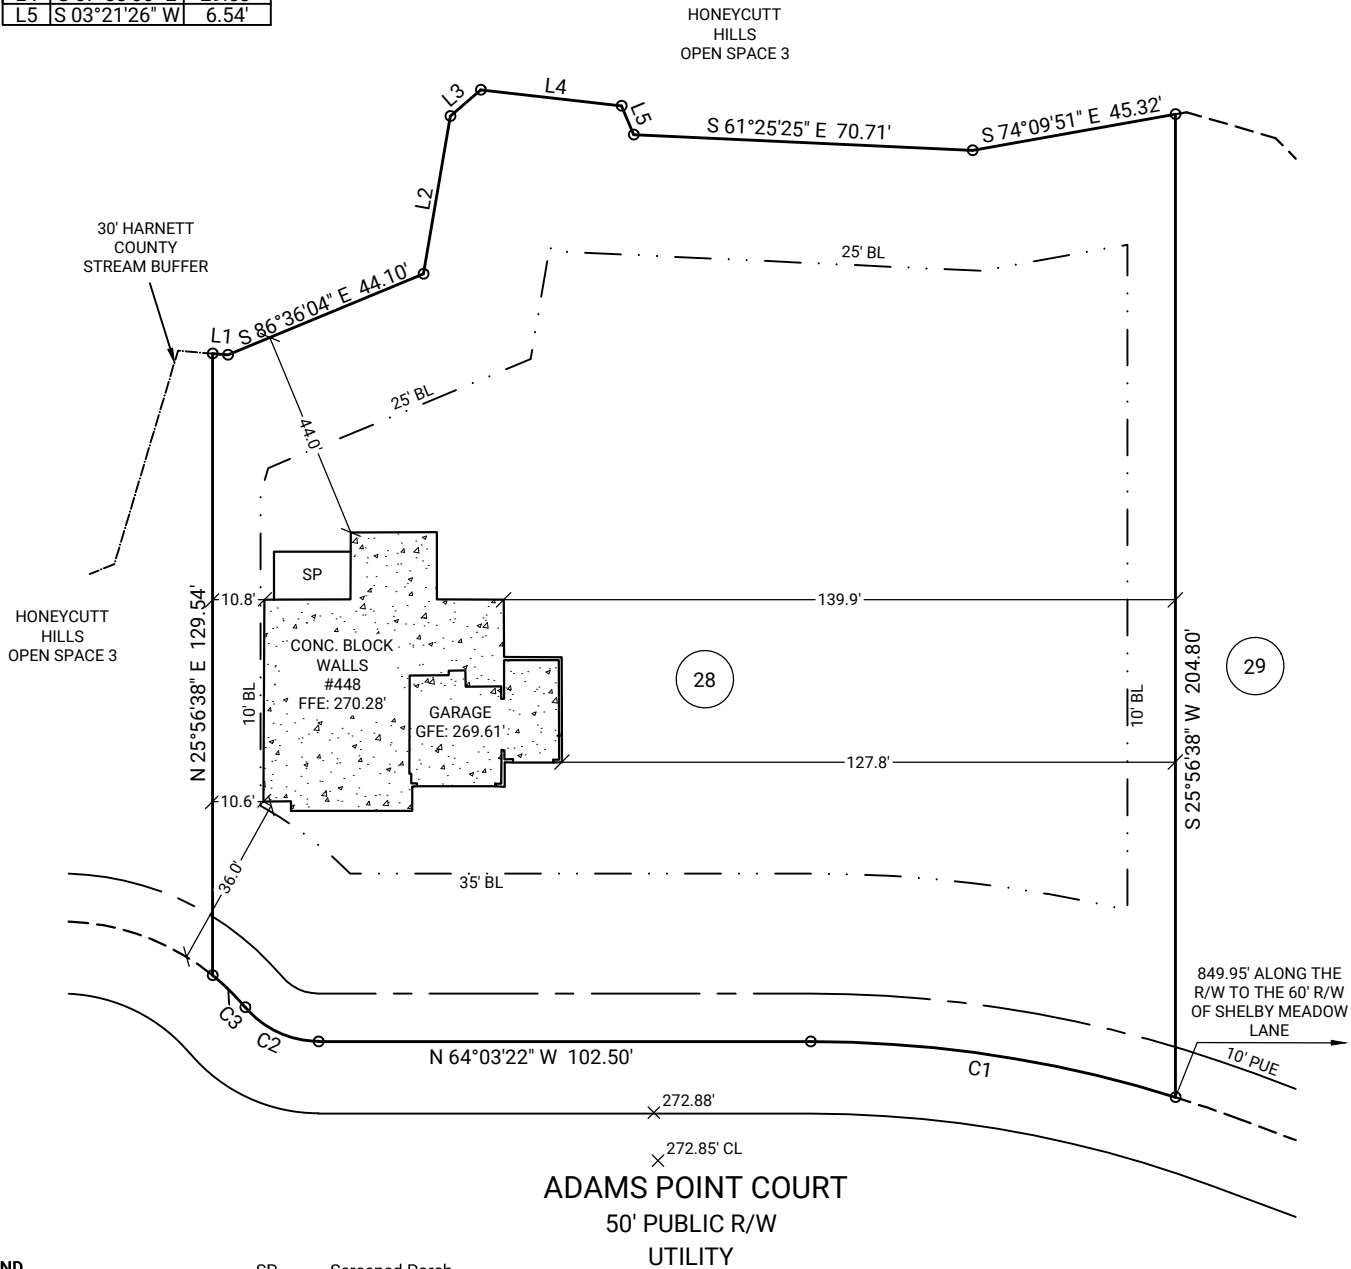 L5 S 03°21'26" W 6.54'
HONEYCUTT
HILLS
OPEN SPACE 3
L3
L4
L5
S 61°25'25" E 70.71'
S 74°09'51" E 45.32'
L2
30' HARNETT
COUNTY
STREAM BUFFER
25' BL
L1
S 86°36'04" E 44.10'
25' BL
44.0'
SP
10.8'
139.9'
HONEYCUTT
HILLS
OPEN SPACE 3
N 25°56'38" E 129.54'
CONC. BLOCK
WALLS
#448
FFE: 270.28'
28
29
10' BL
GARAGE
GFE: 269.61'
10' BL
S 25°56'38" W 204.80'
127.8'
10.6'
36.0'
35' BL
849.95' ALONG THE
R/W TO THE 60' R/W
OF SHELBY MEADOW
LANE
C3
C2
N 64°03'22" W 102.50'
C1
10' PUE
272.88'
272.85' CL
ADAMS POINT COURT
50' PUBLIC R/W
UTILITY
SP Screened Porch